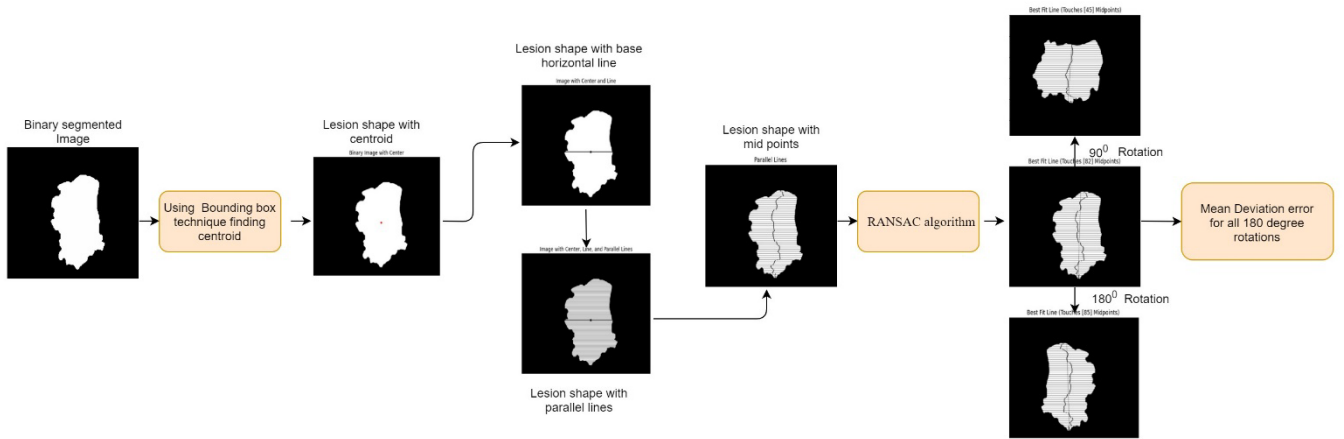 Binary segmented
Image
Using Bounding box
technique finding
centroid
Lesion shape with
centroid
Binary Image with Center
Lesion shape with base
horizontal line
Image with Center and Line
Image with Center, Line, and Parallel Lines
Lesion shape with
parallel lines
Lesion shape with
mid points
Parallel Lines
RANSAC algorithm
Best Fit Line (Touches [45] Midpoints)
90⁰ Rotation
Best Fit Line (Touches [82] Midpoints)
180⁰ Rotation
Best Fit Line (Touches [85] Midpoints)
Mean Deviation error
for all 180 degree
rotations